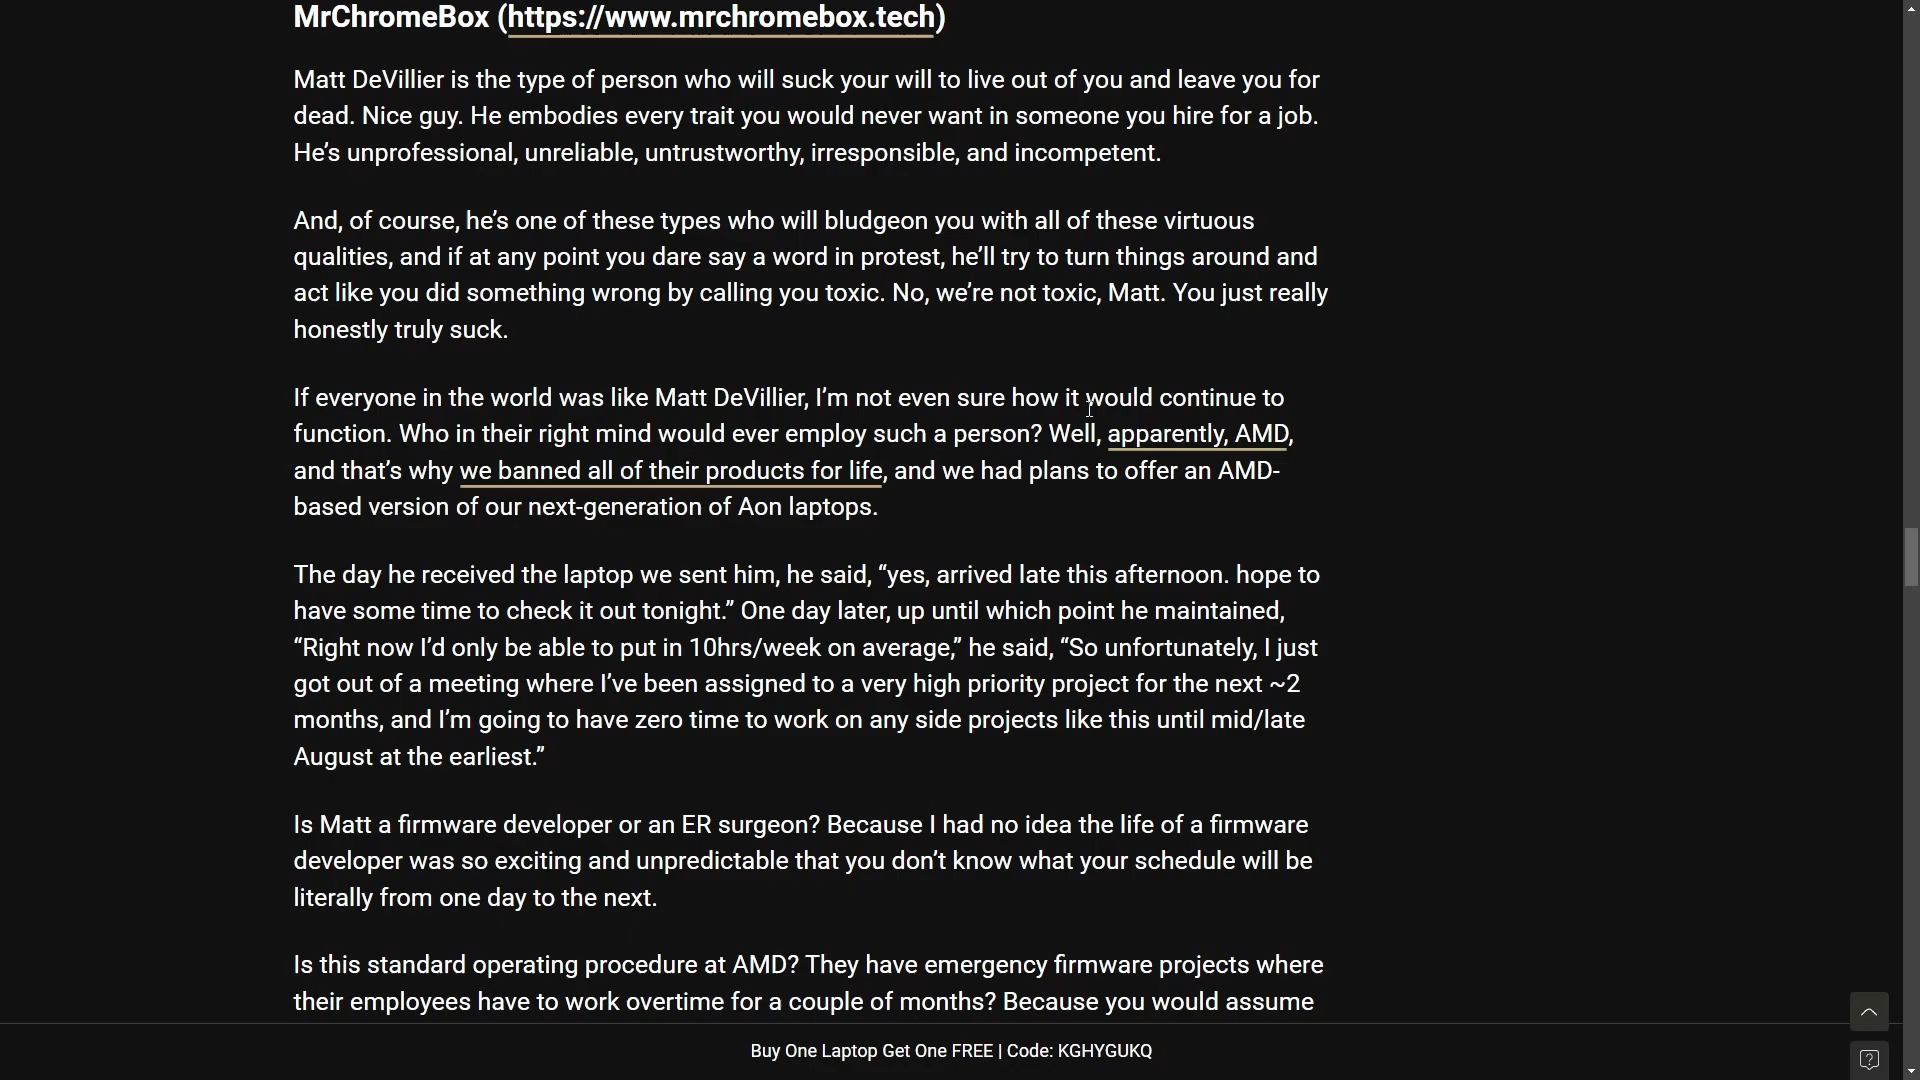 MrChromeBox (https://www.mrchromebox.tech)
Matt DeVillier is the type of person who will suck your will to live out of you and leave you for
dead. Nice guy. He embodies every trait you would never want in someone you hire for a job.
He’s unprofessional, unreliable, untrustworthy, irresponsible, and incompetent.
And, of course, he’s one of these types who will bludgeon you with all of these virtuous
qualities, and if at any point you dare say a word in protest, he’ll try to turn things around and
act like you did something wrong by calling you toxic. No, we’re not toxic, Matt. You just really
honestly truly suck.
If everyone in the world was like Matt DeVillier, I’m not even sure how it would continue to
function. Who in their right mind would ever employ such a person? Well, apparently, AMD,
and that’s why we banned all of their products for life, and we had plans to offer an AMD-
based version of our next-generation of Aon laptops.
The day he received the laptop we sent him, he said, “yes, arrived late this afternoon. hope to
have some time to check it out tonight.” One day later, up until which point he maintained,
“Right now I’d only be able to put in 10hrs/week on average,” he said, “So unfortunately, I just
got out of a meeting where I’ve been assigned to a very high priority project for the next ~2
months, and I’m going to have zero time to work on any side projects like this until mid/late
August at the earliest.”
Is Matt a firmware developer or an ER surgeon? Because I had no idea the life of a firmware
developer was so exciting and unpredictable that you don’t know what your schedule will be
literally from one day to the next.
Is this standard operating procedure at AMD? They have emergency firmware projects where
their employees have to work overtime for a couple of months? Because you would assume
Buy One Laptop Get One FREE | Code: KGHYGUKQ